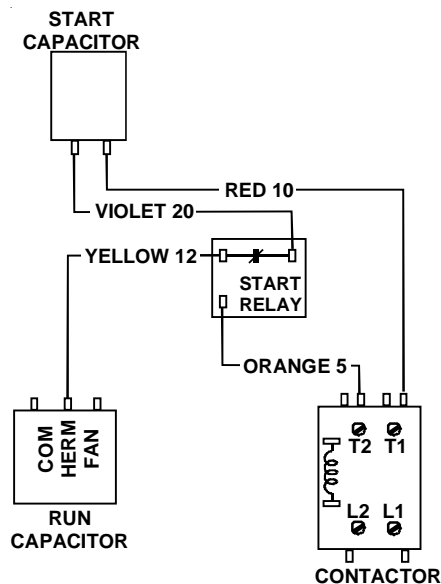 START
CAPACITOR
RED 10
VIOLET 20
YELLOW 12
START
RELAY
ORANGE 5
COM
HERM
FAN
T2 T1
L2 L1
RUN
CAPACITOR
CONTACTOR